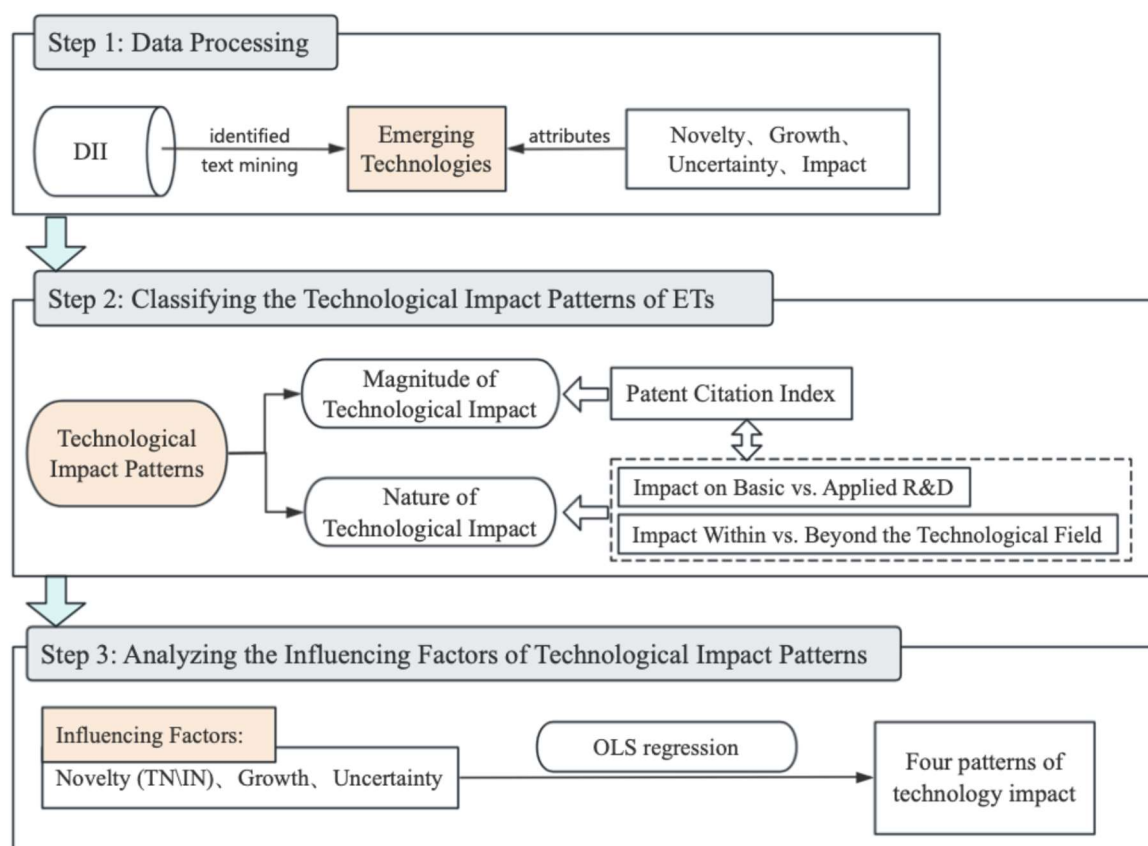 Step 1: Data Processing
DII
identified
text mining
Emerging
Technologies
attributes
Novelty、Growth、
Uncertainty、Impact
Step 2: Classifying the Technological Impact Patterns of ETs
Technological
Impact Patterns
Magnitude of
Technological Impact
Patent Citation Index
Nature of
Technological Impact
Impact on Basic vs. Applied R&D
Impact Within vs. Beyond the Technological Field
Step 3: Analyzing the Influencing Factors of Technological Impact Patterns
Influencing Factors:
Novelty (TN\IN)、Growth、Uncertainty
OLS regression
Four patterns of
technology impact